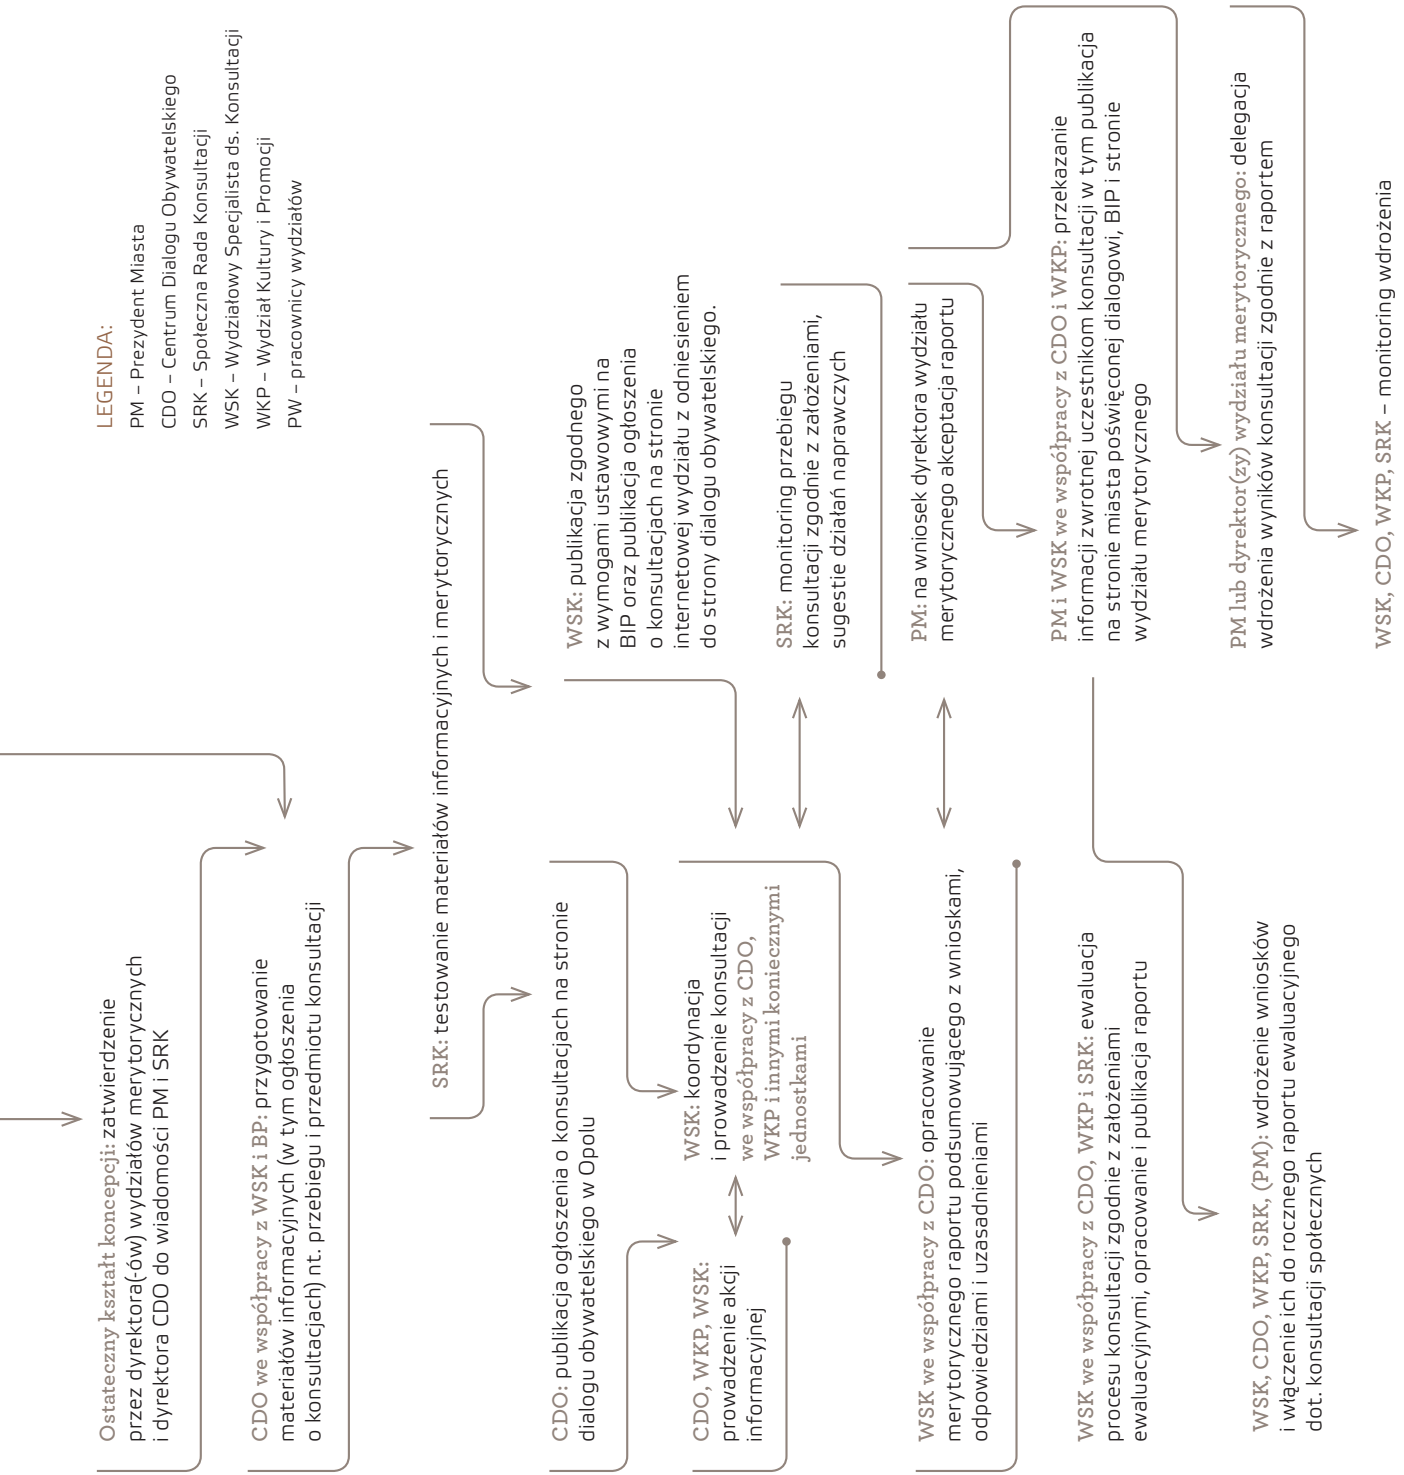 LEGENDA:
PM – Prezydent Miasta
CDO – Centrum Dialogu Obywatelskiego
SRK – Społeczna Rada Konsultacji
WSK – Wydziałowy Specjalista ds. Konsultacji
WKP – Wydział Kultury i Promocji
PW – pracownicy wydziałów
Ostateczny kształt koncepcji: zatwierdzenie
przez dyrektora(-ów) wydziałów merytorycznych
i dyrektora CDO do wiadomości PM i SRK
CDO we współpracy z WSK i BP: przygotowanie
materiałów informacyjnych (w tym ogłoszenia
o konsultacjach) nt. przebiegu i przedmiotu konsultacji
SRK: testowanie materiałów informacyjnych i merytorycznych
CDO: publikacja ogłoszenia o konsultacjach na stronie
dialogu obywatelskiego w Opolu
WSK: publikacja zgodnego
z wymogami ustawowymi na
BIP oraz publikacja ogłoszenia
o konsultacjach na stronie
internetowej wydziału z odniesieniem
do strony dialogu obywatelskiego.
CDO, WKP, WSK:
prowadzenie akcji
informacyjnej
WSK: koordynacja
i prowadzenie konsultacji
we współpracy z CDO,
WKP i innymi koniecznymi
jednostkami
SRK: monitoring przebiegu
konsultacji zgodnie z założeniami,
sugestie działań naprawczych
WSK we współpracy z CDO: opracowanie
merytorycznego raportu podsumowującego z wnioskami,
odpowiedziami i uzasadnieniami
PM: na wniosek dyrektora wydziału
merytorycznego akceptacja raportu
WSK we współpracy z CDO, WKP i SRK: ewaluacja
procesu konsultacji zgodnie z założeniami
ewaluacyjnymi, opracowanie i publikacja raportu
PM i WSK we współpracy z CDO i WKP: przekazanie
informacji zwrotnej uczestnikom konsultacji w tym publikacja
na stronie miasta poświęconej dialogowi, BIP i stronie
wydziału merytorycznego
WSK, CDO, WKP, SRK, (PM): wdrożenie wniosków
i włączenie ich do rocznego raportu ewaluacyjnego
dot. konsultacji społecznych
PM lub dyrektor(zy) wydziału merytorycznego: delegacja
wdrożenia wyników konsultacji zgodnie z raportem
WSK, CDO, WKP, SRK – monitoring wdrożenia